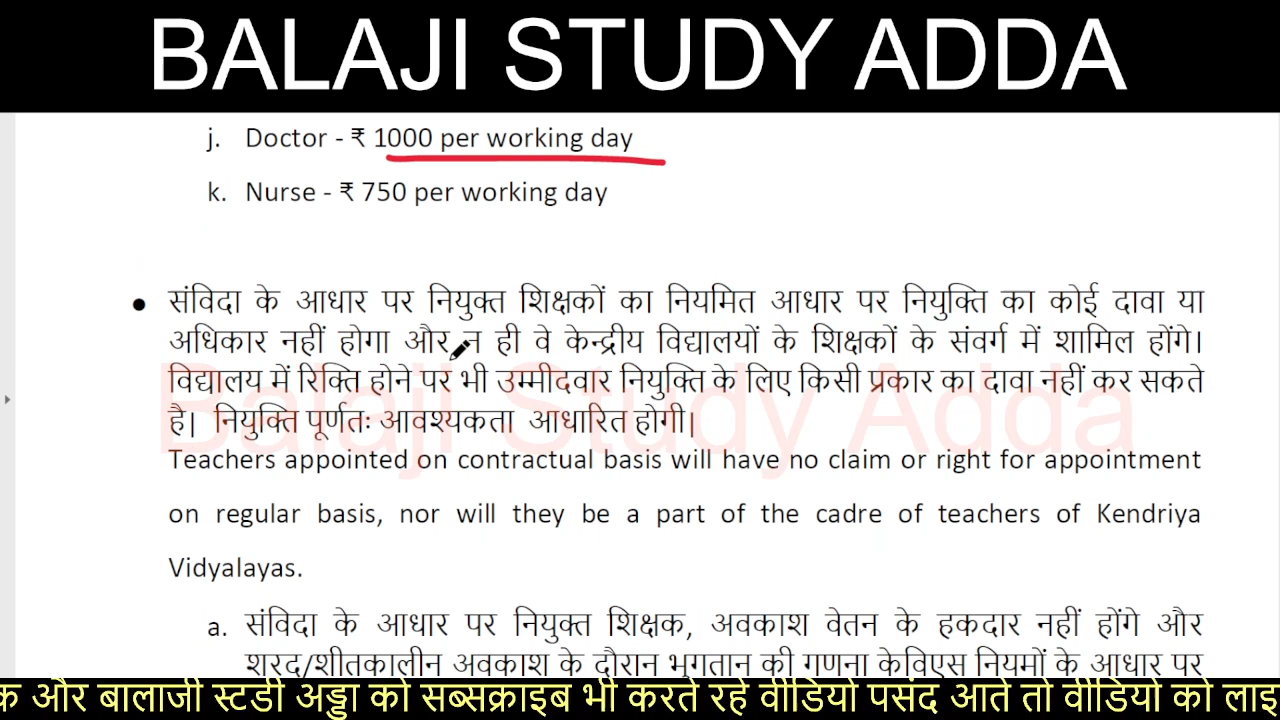 BALAJI STUDY ADDA
j. Doctor - ₹ 1000 per working day
k. Nurse - ₹ 750 per working day
• संविदा के आधार पर नियुक्त शिक्षकों का नियमित आधार पर नियुक्ति का कोई दावा या
अधिकार नहीं होगा और न ही वे केन्द्रीय विद्यालयों के शिक्षकों के संवर्ग में शामिल होंगे।
विद्यालय में रिक्ति होने पर भी उम्मीदवार नियुक्ति के लिए किसी प्रकार का दावा नहीं कर सकते
है। नियुक्ति पूर्णतः आवश्यकता आधारित होगी।
Balaji Study Adda
Teachers appointed on contractual basis will have no claim or right for appointment
on regular basis, nor will they be a part of the cadre of teachers of Kendriya
Vidyalayas.
a. संविदा के आधार पर नियुक्त शिक्षक, अवकाश वेतन के हकदार नहीं होंगे और
शरद/शीतकालीन अवकाश के दौरान भुगतान की गणना केविएस नियमों के आधार पर
क और बालाजी स्टडी अड्डा को सब्सक्राइब भी करते रहे वीडियो पसंद आते तो वीडियो को लाइ